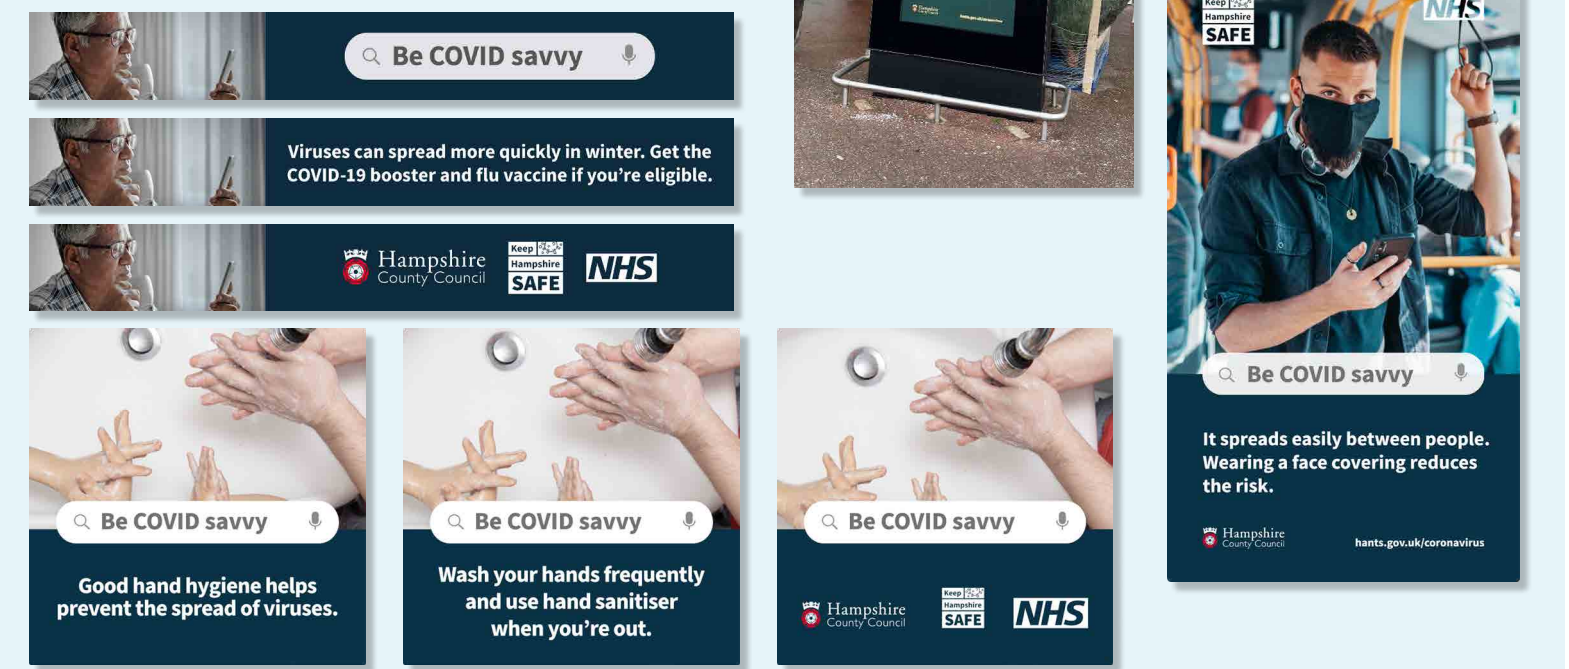 Be COVID savvy
Viruses can spread more quickly in winter. Get the
COVID-19 booster and flu vaccine if you're eligible.
Hampshire
County Council
Keep
Hampshire
SAFE
NHS
Be COVID savvy
Good hand hygiene helps
prevent the spread of viruses.
Be COVID savvy
Wash your hands frequently
and use hand sanitiser
when you're out.
Be COVID savvy
Hampshire
County Council
Keep
Hampshire
SAFE
NHS
Hampshire
County Council
Keep
Hampshire
SAFE
NHS
Be COVID savvy
It spreads easily between people.
Wearing a face covering reduces
the risk.
Hampshire
County Council
hants.gov.uk/coronavirus